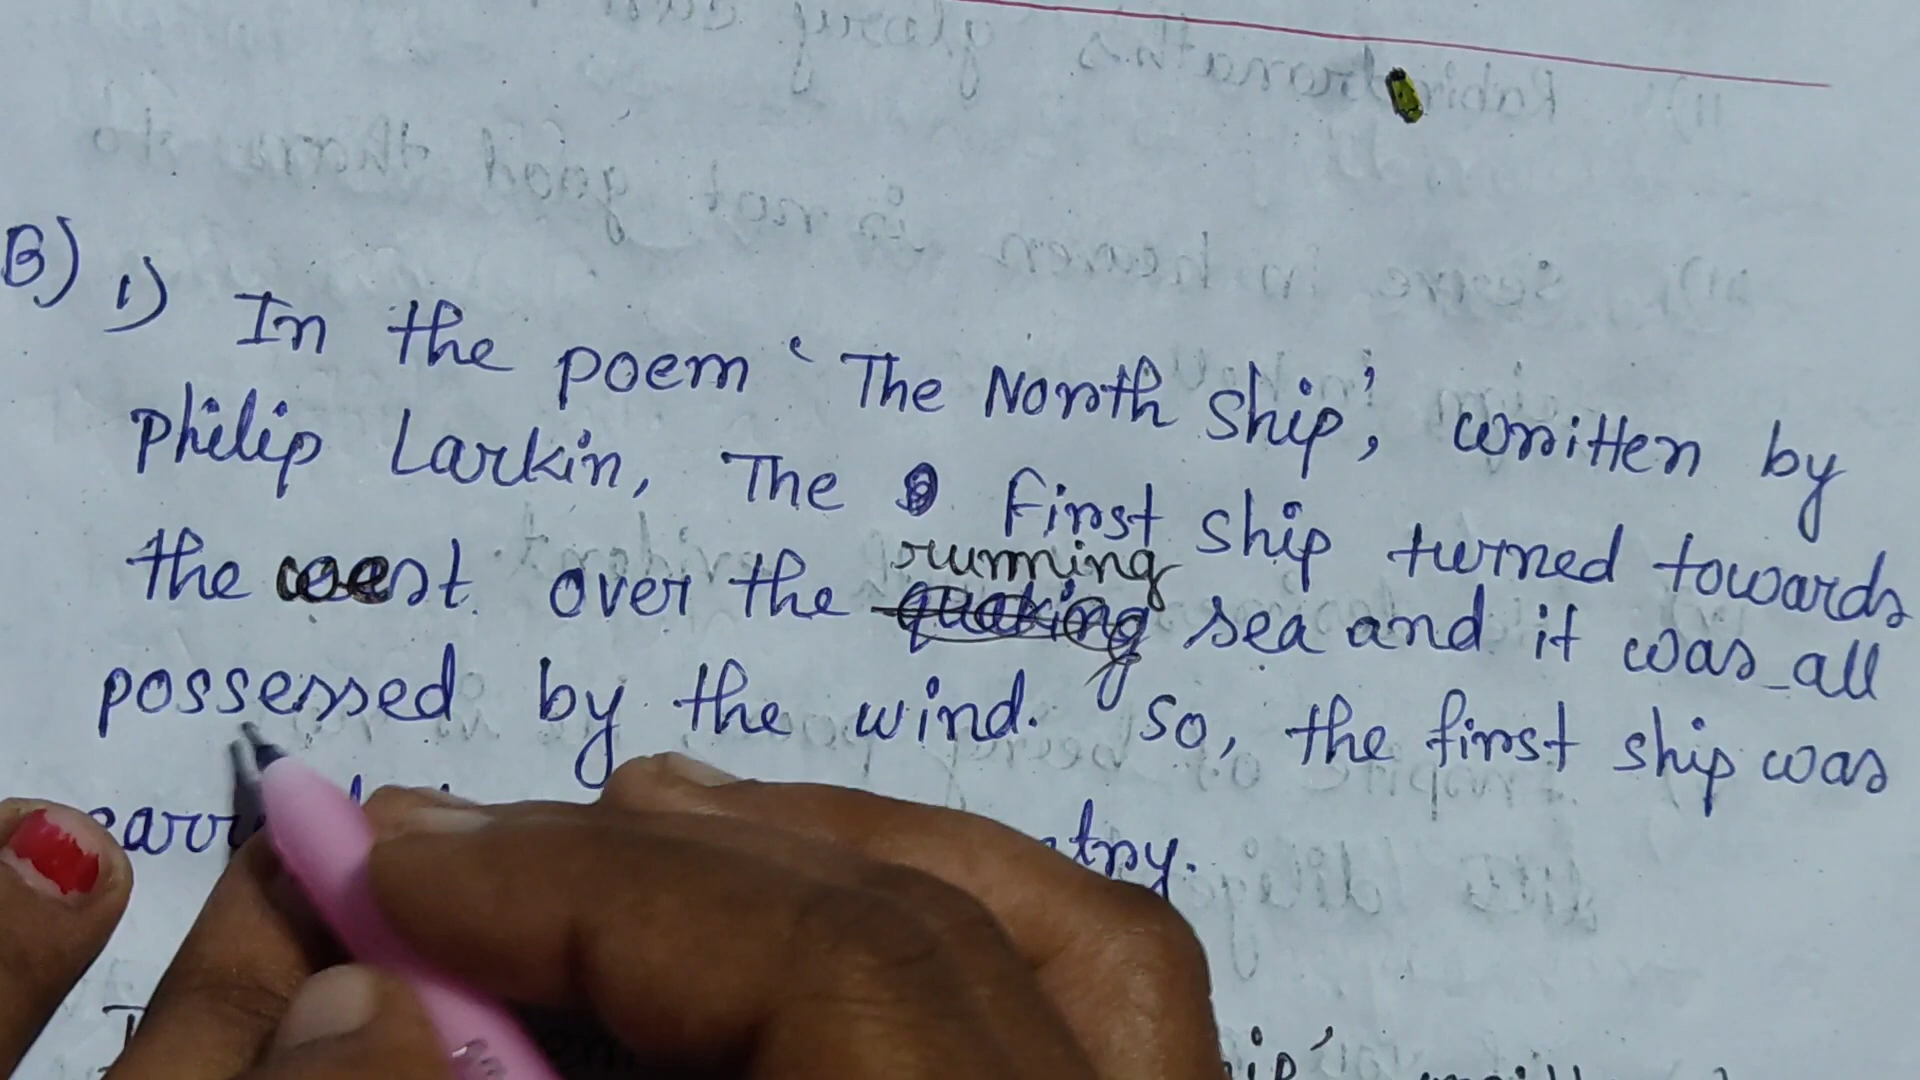 B) 1) In the poem ‘The North Ship’, written by
Philip Larkin, The first ship turned towards
the west over the running sea and it was all
possessed by the wind. So, the first ship was